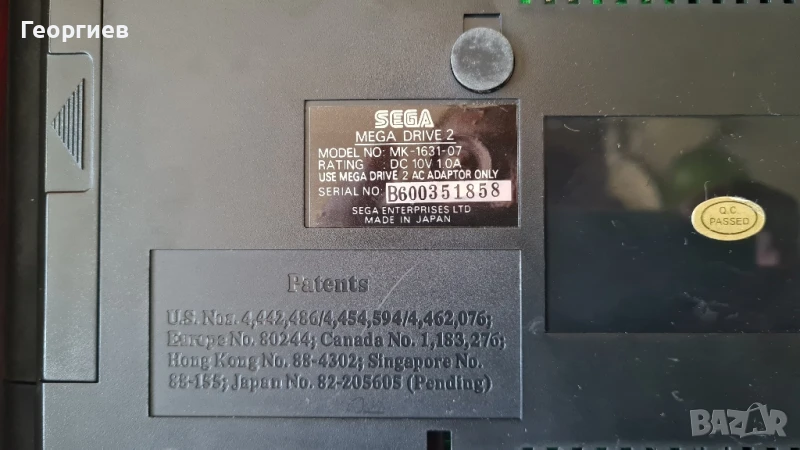 Георгиев
SEGA
MEGA DRIVE 2
MODEL NO: MK-1631-07
RATING : DC 10V 1.0A
USE MEGA DRIVE 2 AC ADAPTOR ONLY
SERIAL NO: B600351858
SEGA ENTERPRISES LTD
MADE IN JAPAN
Q.C.
PASSED
Patents
U.S. Nos. 4,442,486/4,454,594/4,462,076;
Europe No. 80244; Canada No. 1,183,276;
Hong Kong No. 88-4302; Singapore No.
88-155; Japan No. 82-205605 (Pending)
BAZAR